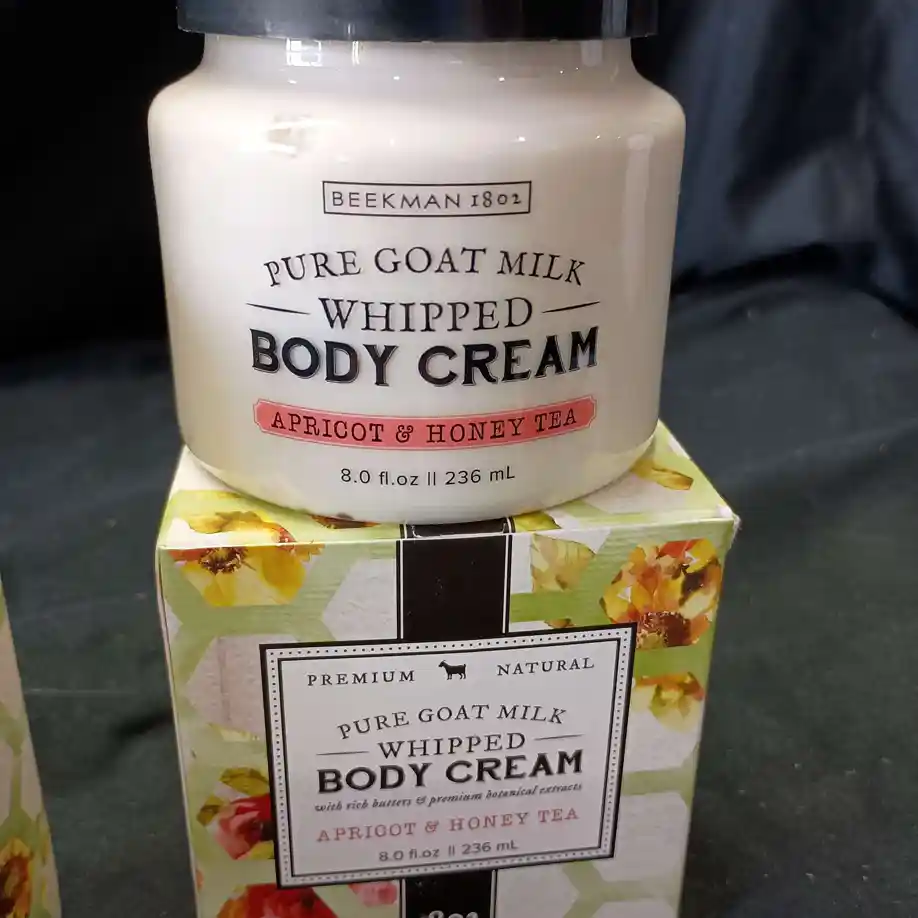 BEEKMAN 1802
PURE GOAT MILK
WHIPPED
BODY CREAM
APRICOT & HONEY TEA
8.0 fl.oz || 236 mL
PREMIUM NATURAL
PURE GOAT MILK
WHIPPED
BODY CREAM
with rich butters & premium botanical extracts
APRICOT & HONEY TEA
8.0 fl.oz || 236 mL
1802